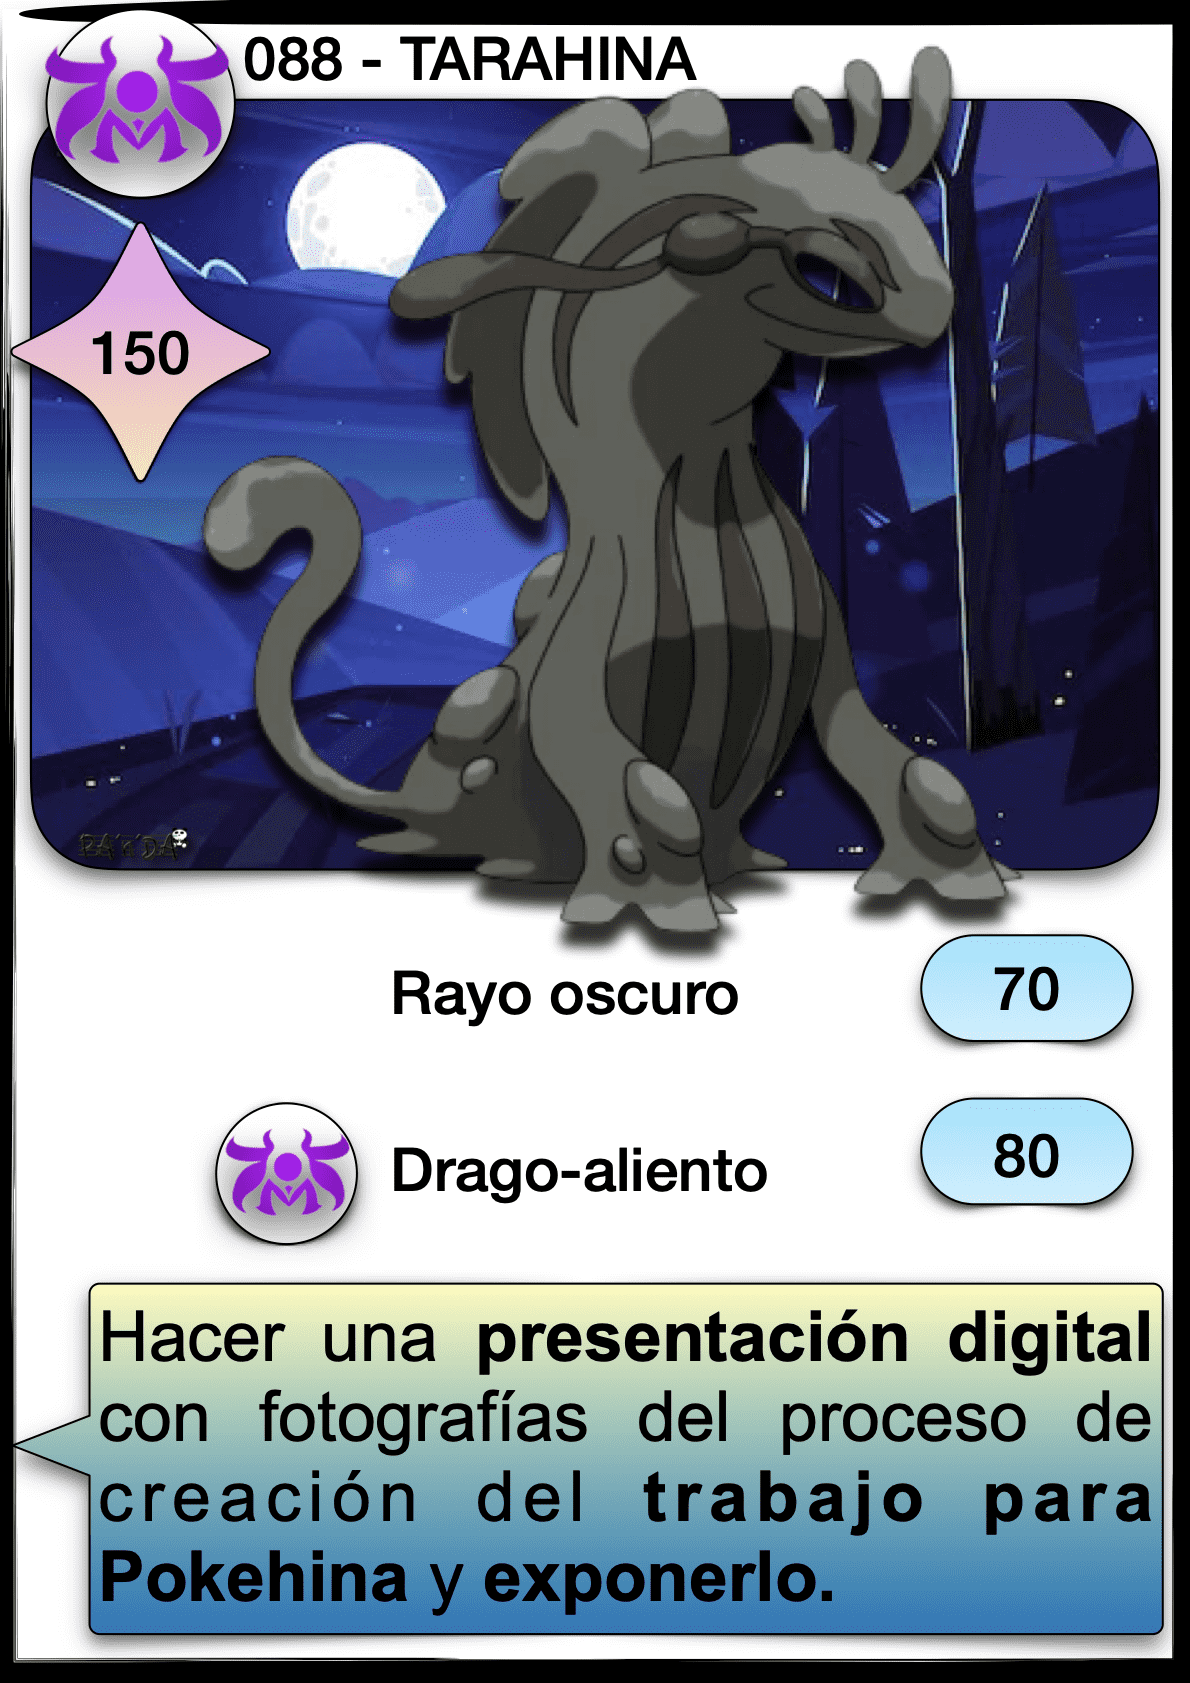 088 - TARAHINA
150
Rayo oscuro
70
Drago-aliento
80
Hacer una presentación digital
con fotografías del proceso de
creación del trabajo para
Pokehina y exponerlo.